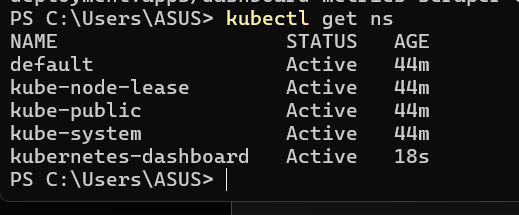 PS C:\Users\ASUS> kubectl get ns
NAME STATUS AGE
default Active 44m
kube-node-lease Active 44m
kube-public Active 44m
kube-system Active 44m
kubernetes-dashboard Active 18s
PS C:\Users\ASUS>